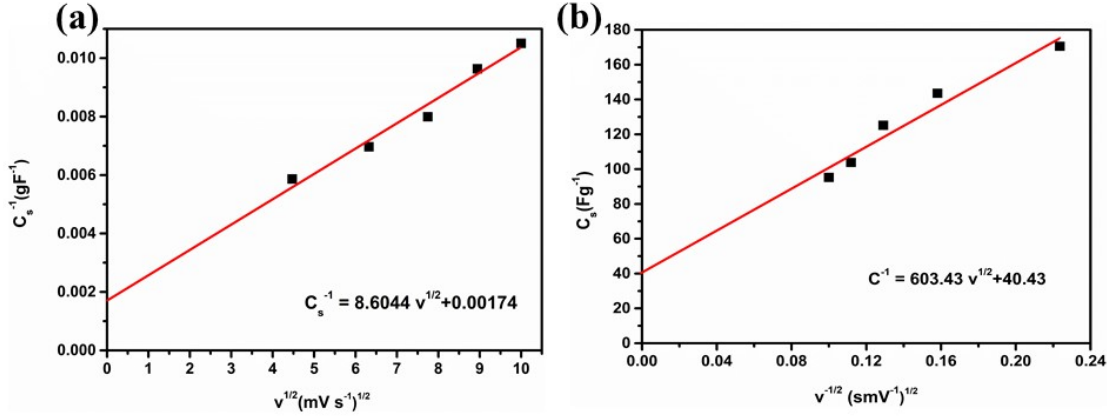 (a)
0.010
0.008
0.006
0.004
0.002
0.000
C_s^-1(gF^-1)
C_s^-1 = 8.6044 v^1/2+0.00174
0 1 2 3 4 5 6 7 8 9 10
v^1/2(mV s^-1)^1/2
(b)
180
160
140
120
100
80
60
40
20
0
C_s(Fg^-1)
C^-1 = 603.43 v^1/2+40.43
0.00 0.04 0.08 0.12 0.16 0.20 0.24
v^-1/2 (smV^-1)^1/2